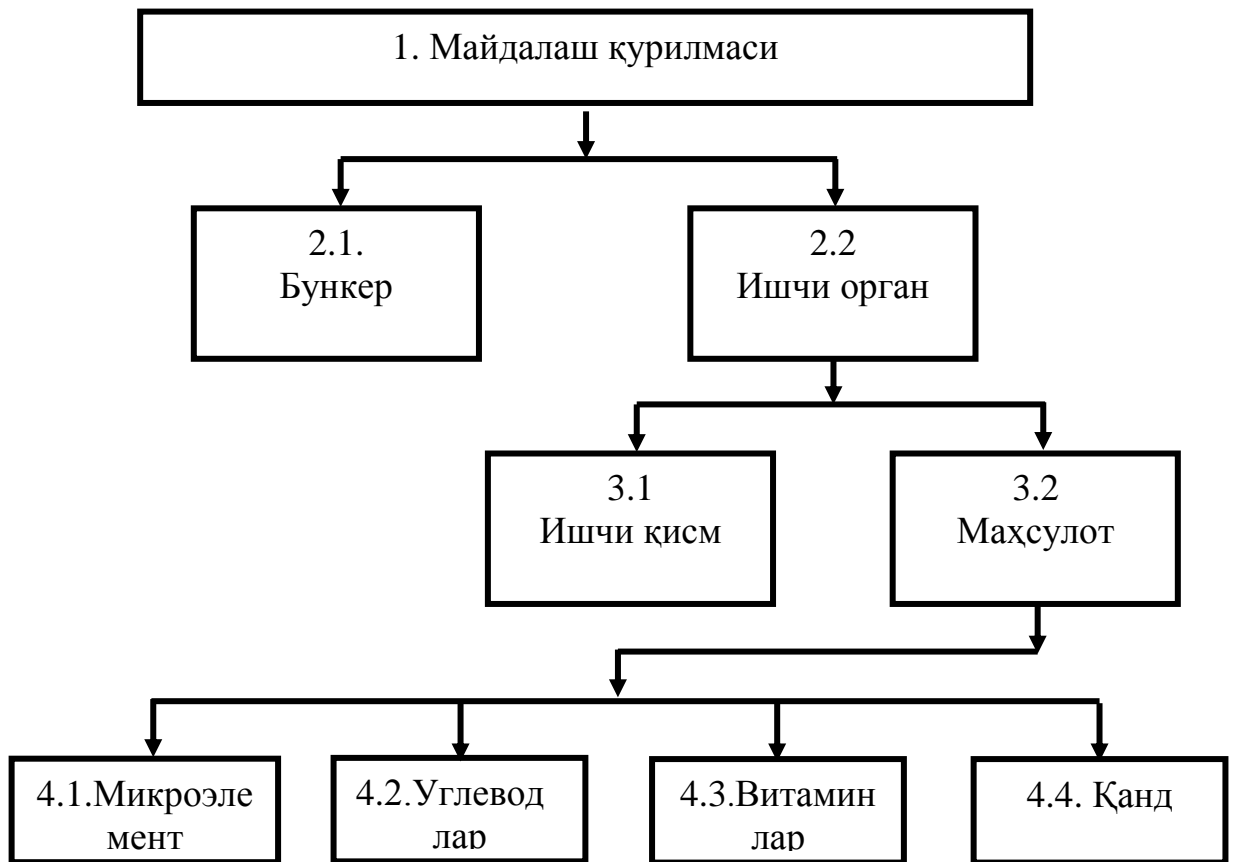 1. Майдалаш қурилмаси
2.1.
Бункер
2.2
Ишчи орган
3.1
Ишчи қисм
3.2
Маҳсулот
4.1.Микроэле
мент
4.2.Углевод
лар
4.3.Витамин
лар
4.4. Қанд